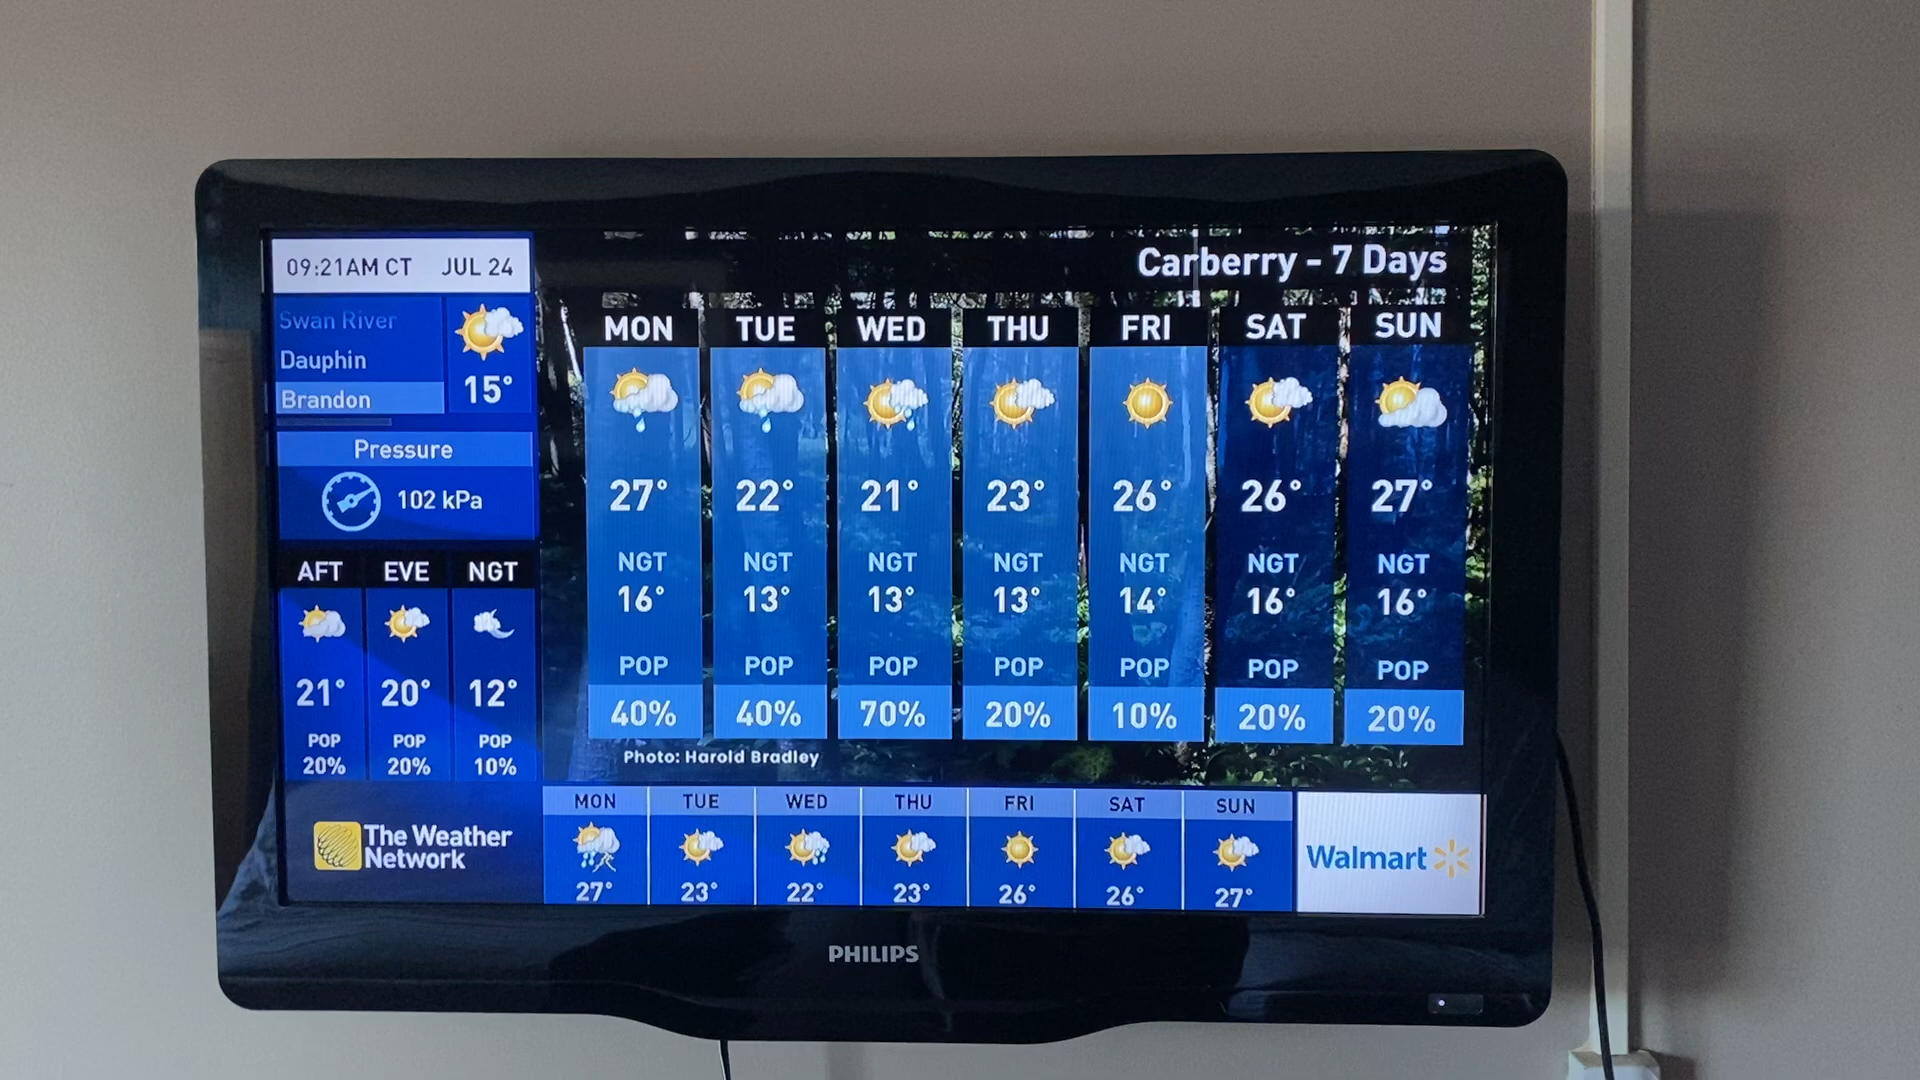 09:21AM CT JUL 24
Swan River
Dauphin
Brandon
15°
Pressure
102 kPa
AFT EVE NGT
21° 20° 12°
POP POP POP
20% 20% 10%
The Weather
Network
Carberry - 7 Days
MON TUE WED THU FRI SAT SUN
27° 22° 21° 23° 26° 26° 27°
NGT NGT NGT NGT NGT NGT NGT
16° 13° 13° 13° 14° 16° 16°
POP POP POP POP POP POP POP
40% 40% 70% 20% 10% 20% 20%
Photo: Harold Bradley
MON TUE WED THU FRI SAT SUN
27° 23° 22° 23° 26° 26° 27°
Walmart
PHILIPS